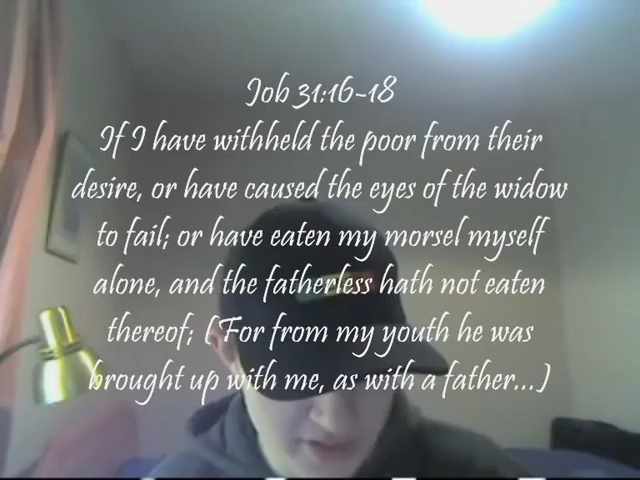 Job 31:16-18
If I have withheld the poor from their
desire, or have caused the eyes of the widow
to fail; or have eaten my morsel myself
alone, and the fatherless hath not eaten
thereof; (For from my youth he was
brought up with me, as with a father...)